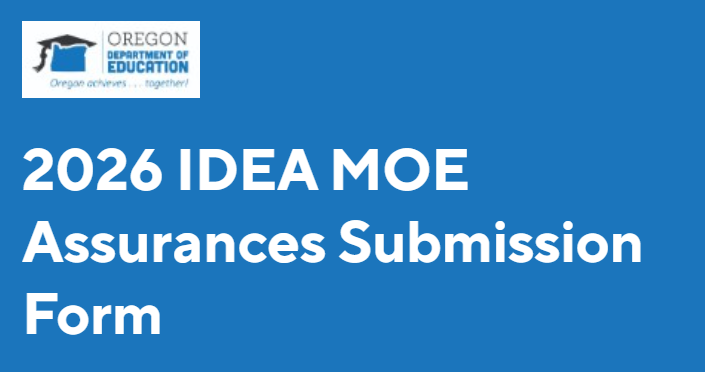 OREGON
DEPARTMENT OF
EDUCATION
Oregon achieves . . . together!
2026 IDEA MOE
Assurances Submission
Form